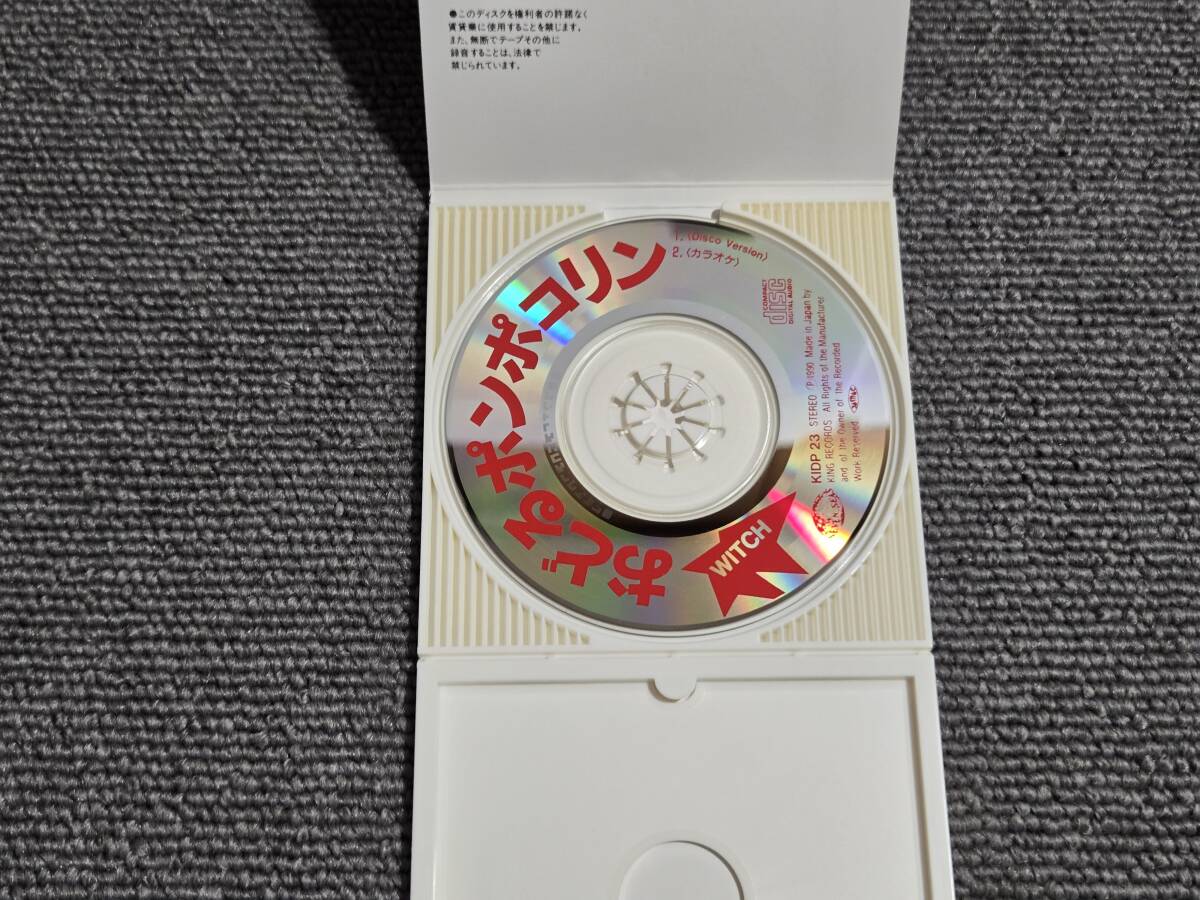 ●このディスクを権利者の許諾なく
賃貸業に使用することを禁じます。
また、無断でテープその他に
録音することは、法律で
禁じられています。
おどるポンポコリン
1.〈Disco Version〉
2.〈カラオケ〉
COMPACT
disc
DIGITAL AUDIO
WITCH
KIDP 23 STEREO ℗1990 Made in Japan by
KING RECORDS All Rights of the Manufacturer
and of the Owner of the Recorded
Work Reserved
SEVEN SEAS